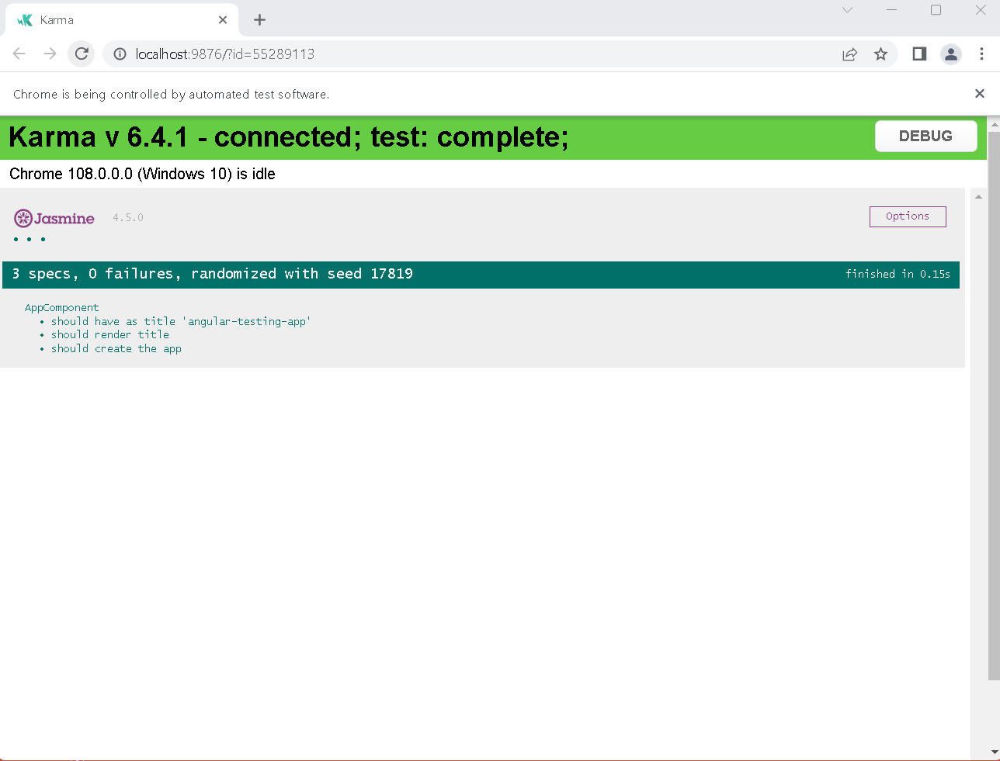 Karma
localhost:9876/?id=55289113
Chrome is being controlled by automated test software.
Karma v 6.4.1 - connected; test: complete;
DEBUG
Chrome 108.0.0.0 (Windows 10) is idle
Jasmine 4.5.0
Options
3 specs, 0 failures, randomized with seed 17819
finished in 0.15s
AppComponent
• should have as title 'angular-testing-app'
• should render title
• should create the app